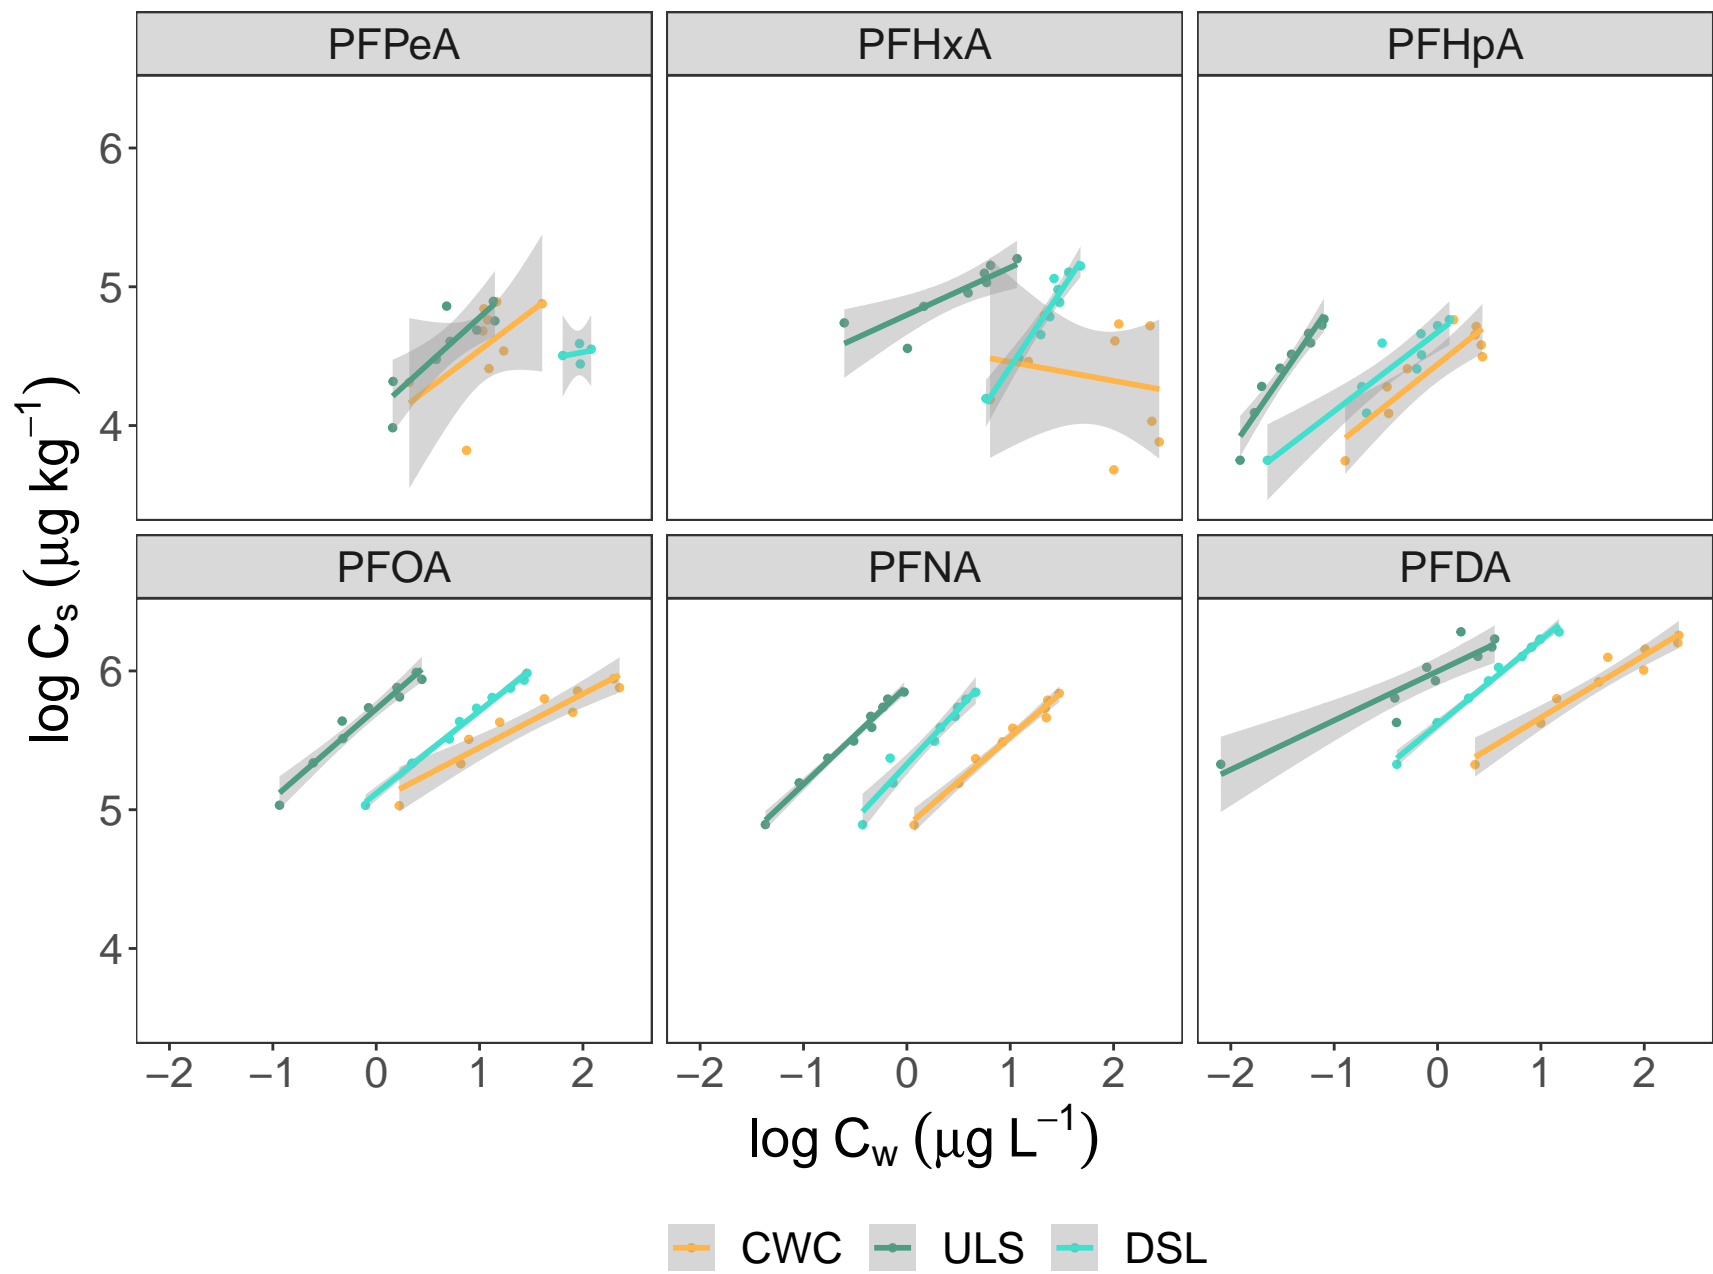 PFPeA PFHxA PFHpA
6
5
4
PFOA PFNA PFDA
6
5
4
log Cₛ (μg kg⁻¹)
−2 −1 0 1 2 −2 −1 0 1 2 −2 −1 0 1 2
log C_w (μg L⁻¹)
CWC ULS DSL